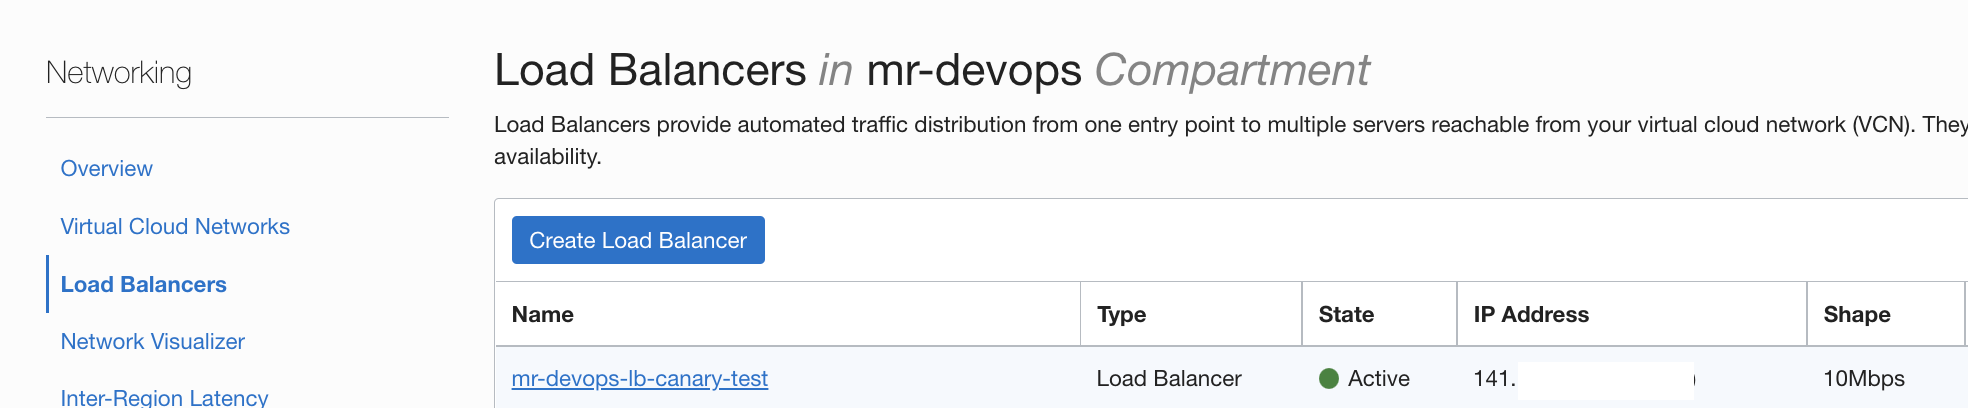 Networking
Overview
Virtual Cloud Networks
Load Balancers
Network Visualizer
Inter-Region Latency
Load Balancers in mr-devops Compartment
Load Balancers provide automated traffic distribution from one entry point to multiple servers reachable from your virtual cloud network (VCN). They
availability.
Create Load Balancer
Name Type State IP Address Shape
mr-devops-lb-canary-test Load Balancer Active 141. 10Mbps